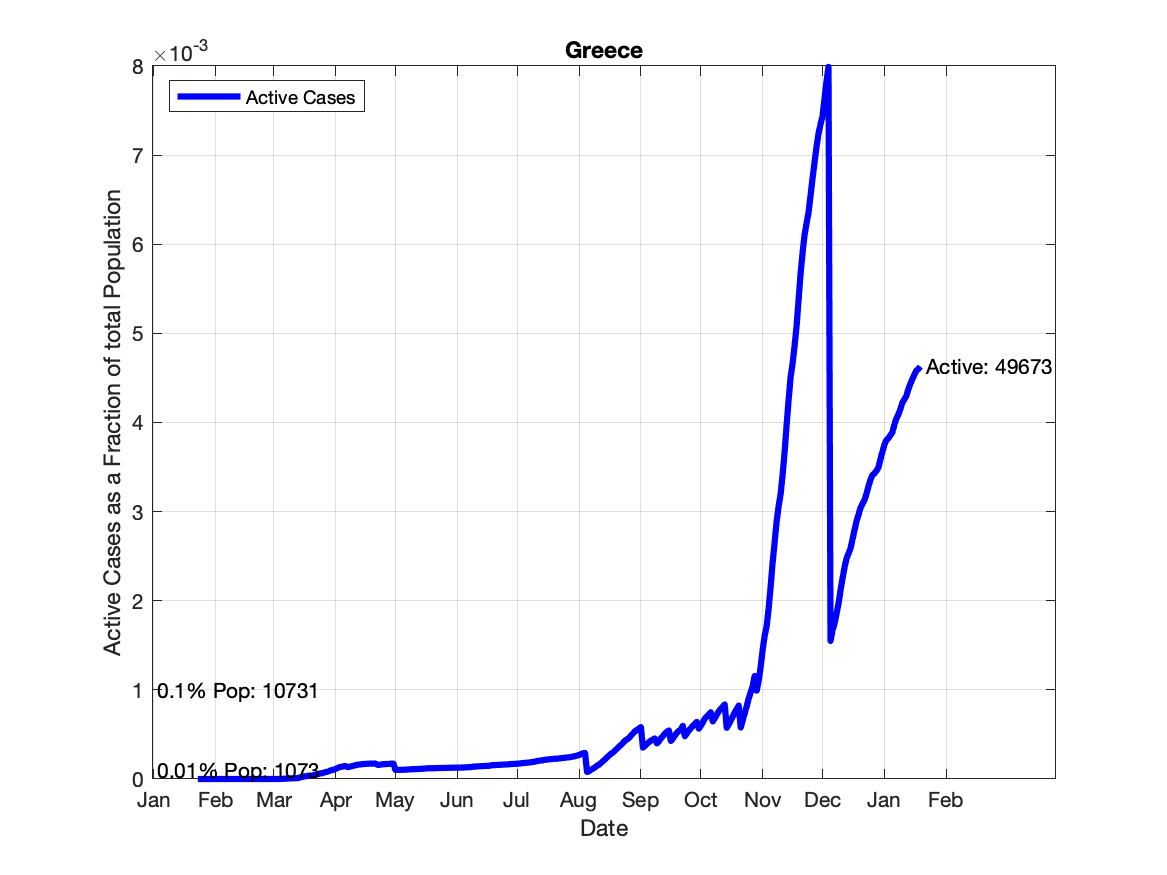 Greece
×10-3
Active Cases
8
7
6
5
4
3
2
1
0
Active Cases as a Fraction of total Population
Active: 49673
0.1% Pop: 10731
0.01% Pop: 1073
Jan Feb Mar Apr May Jun Jul Aug Sep Oct Nov Dec Jan Feb
Date